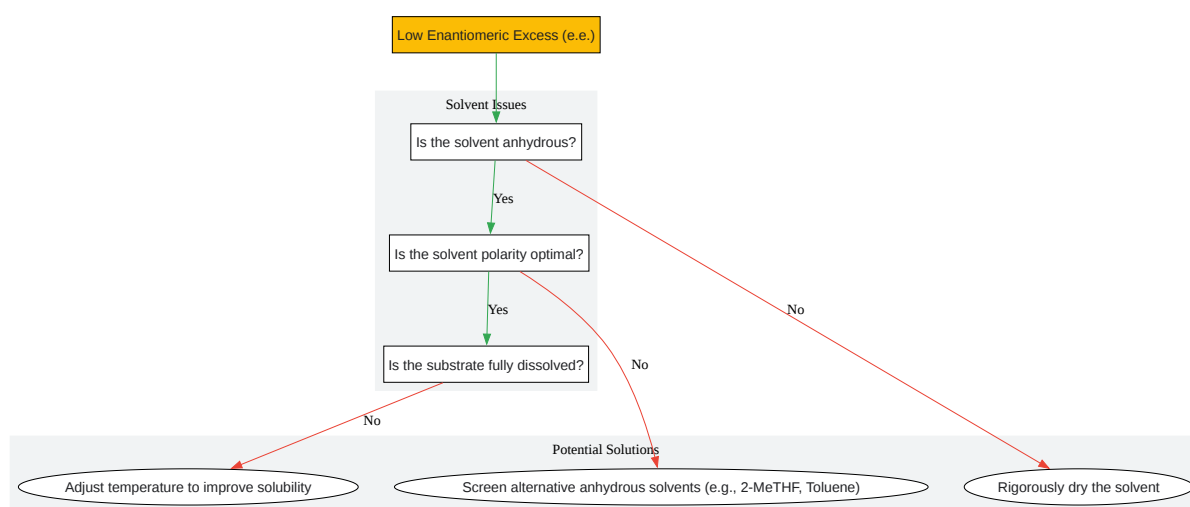 Low Enantiomeric Excess (e.e.)
Solvent Issues
Is the solvent anhydrous?
Yes
Is the solvent polarity optimal?
Yes
No
Is the substrate fully dissolved?
No
No
Potential Solutions
Adjust temperature to improve solubility
Screen alternative anhydrous solvents (e.g., 2-MeTHF, Toluene)
Rigorously dry the solvent